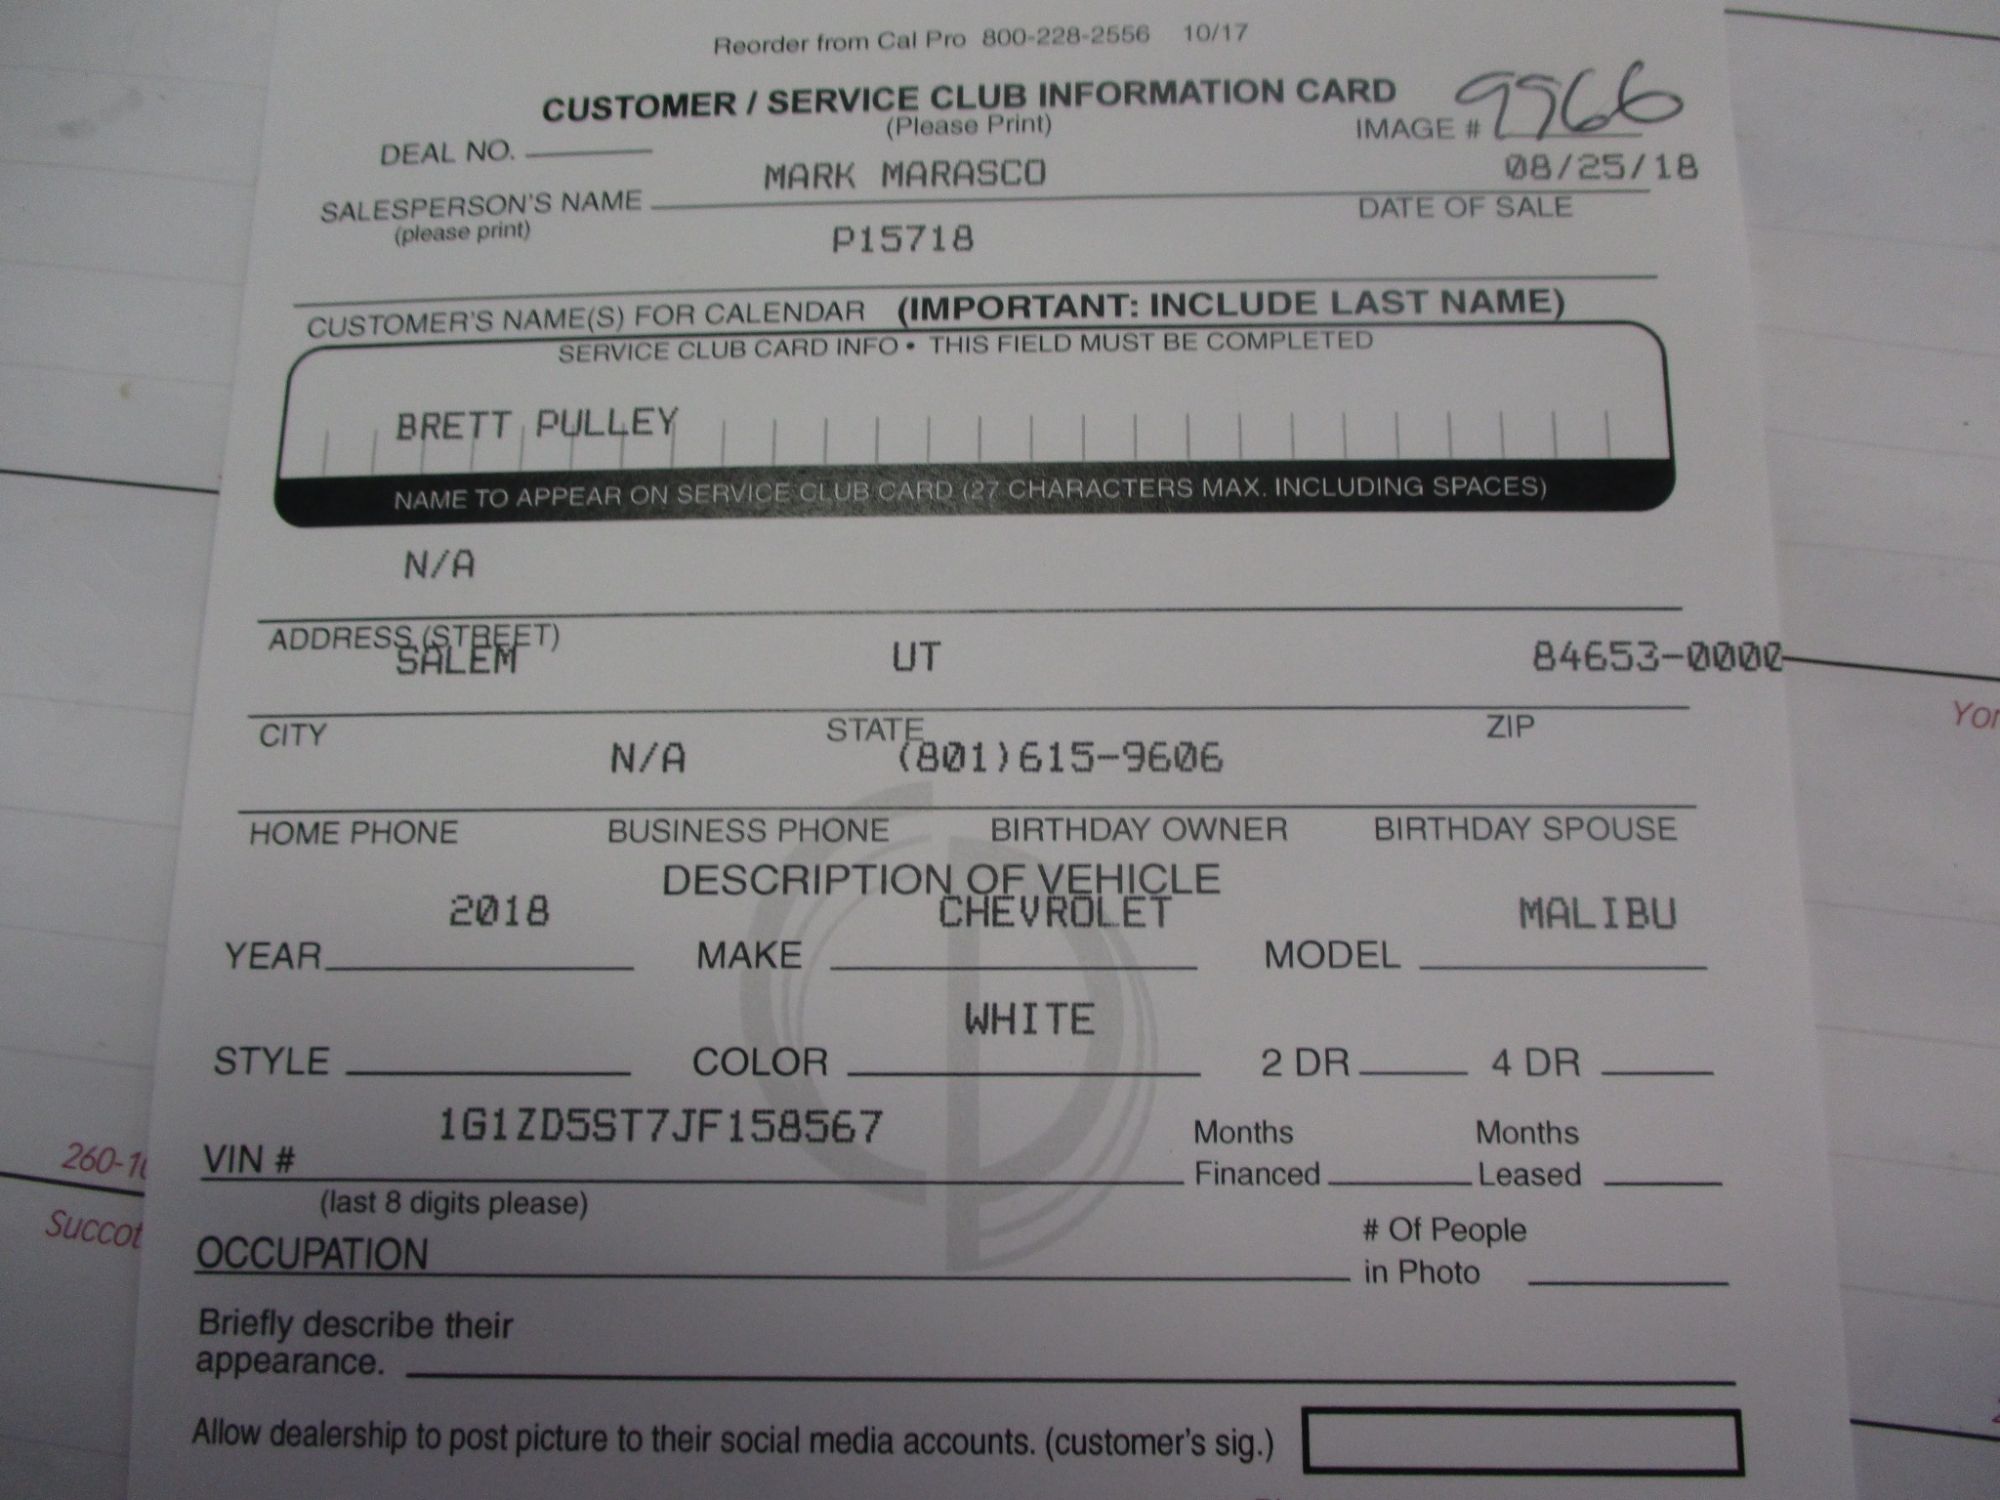 Reorder from Cal Pro 800-228-2556 10/17
CUSTOMER / SERVICE CLUB INFORMATION CARD
(Please Print)
IMAGE # 9966
DEAL NO.
MARK MARASCO 08/25/18
SALESPERSON'S NAME DATE OF SALE
(please print)
P15718
CUSTOMER'S NAME(S) FOR CALENDAR (IMPORTANT: INCLUDE LAST NAME)
SERVICE CLUB CARD INFO • THIS FIELD MUST BE COMPLETED
BRETT PULLEY
NAME TO APPEAR ON SERVICE CLUB CARD (27 CHARACTERS MAX. INCLUDING SPACES)
N/A
ADDRESS (STREET)
SALEM UT 84653-0000
CITY STATE ZIP
N/A (801)615-9606
HOME PHONE BUSINESS PHONE BIRTHDAY OWNER BIRTHDAY SPOUSE
DESCRIPTION OF VEHICLE
2018 CHEVROLET MALIBU
YEAR MAKE MODEL
WHITE
STYLE COLOR 2 DR 4 DR
1G1ZD5ST7JF158567
VIN # Months Financed Months Leased
(last 8 digits please)
OCCUPATION # Of People in Photo
Briefly describe their
appearance.
Allow dealership to post picture to their social media accounts. (customer's sig.)
260-1
Succot